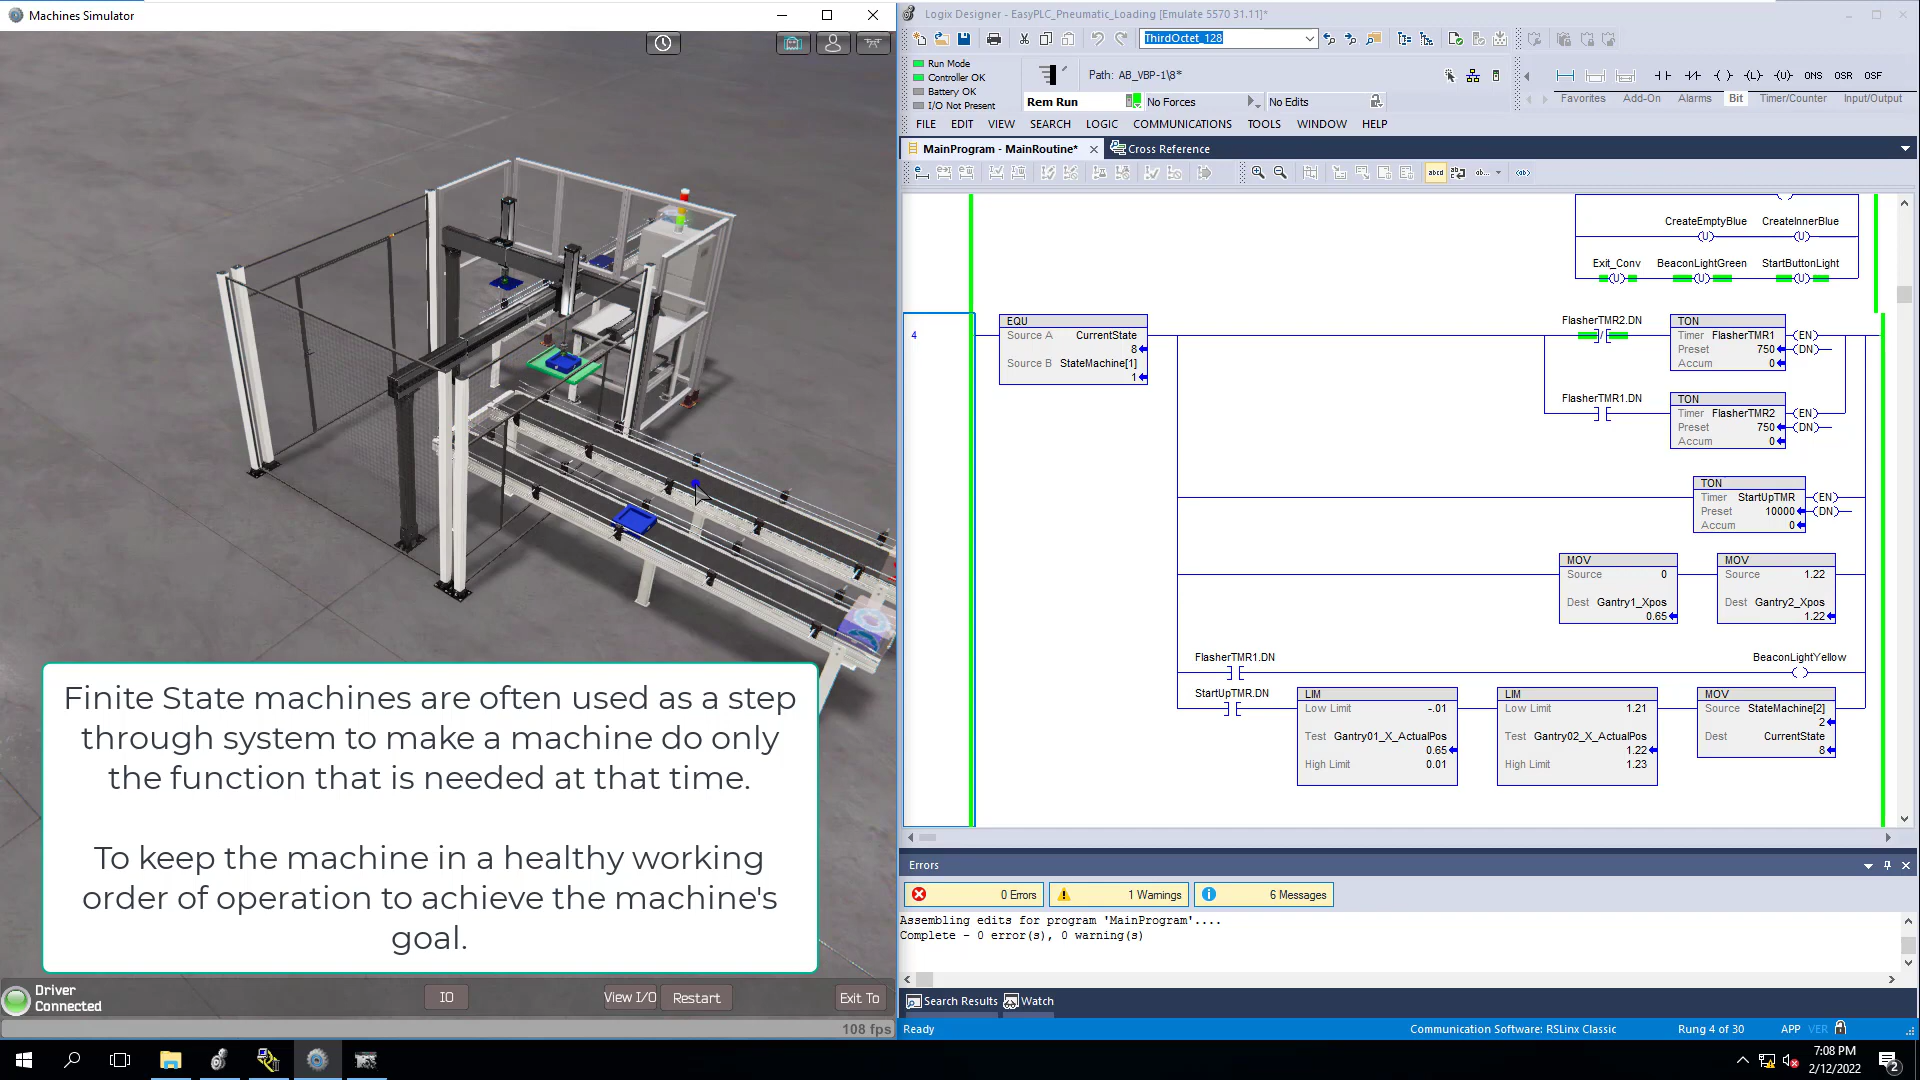 Machines Simulator
Finite State machines are often used as a step
through system to make a machine do only
the function that is needed at that time.
To keep the machine in a healthy working
order of operation to achieve the machine's
goal.
Driver
Connected
IO
View I/O
Restart
Exit To
108 fps
Logix Designer - EasyPLC_Pneumatic_Loading [Emulate 5570 31.11]*
ThirdOctet_128
Run Mode
Controller OK
Battery OK
I/O Not Present
Path: AB_VBP-1\8*
Rem Run
No Forces
No Edits
ONS OSR OSF
Favorites Add-On Alarms Bit Timer/Counter Input/Output
FILE EDIT VIEW SEARCH LOGIC COMMUNICATIONS TOOLS WINDOW HELP
MainProgram - MainRoutine*
Cross Reference
CreateEmptyBlue CreateInnerBlue
U U
Exit_Conv BeaconLightGreen StartButtonLight
U U U
4
EQU
Source A CurrentState
8
Source B StateMachine[1]
1
FlasherTMR2.DN
TON
Timer FlasherTMR1
Preset 750
Accum 0
EN
DN
FlasherTMR1.DN
TON
Timer FlasherTMR2
Preset 750
Accum 0
EN
DN
TON
Timer StartUpTMR
Preset 10000
Accum 0
EN
DN
MOV
Source 0
Dest Gantry1_Xpos
0.65
MOV
Source 1.22
Dest Gantry2_Xpos
1.22
FlasherTMR1.DN
BeaconLightYellow
StartUpTMR.DN
LIM
Low Limit -.01
Test Gantry01_X_ActualPos
0.65
High Limit 0.01
LIM
Low Limit 1.21
Test Gantry02_X_ActualPos
1.22
High Limit 1.23
MOV
Source StateMachine[2]
2
Dest CurrentState
8
Errors
0 Errors
1 Warnings
6 Messages
Assembling edits for program 'MainProgram'....
Complete - 0 error(s), 0 warning(s)
Search Results
Watch
Ready
Communication Software: RSLinx Classic
Rung 4 of 30
APP
VER
7:08 PM
2/12/2022
2